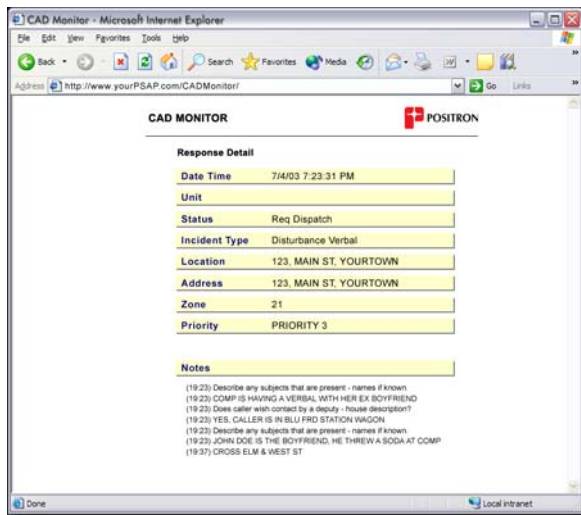 CAD Monitor - Microsoft Internet Explorer
File Edit View Favorites Tools Help
Back Search Favorites Media
Address http://www.yourPSAP.com/CADMonitor/ Go Links
CAD MONITOR POSITRON
Response Detail
Date Time 7/4/03 7:23:31 PM
Unit
Status Req Dispatch
Incident Type Disturbance Verbal
Location 123, MAIN ST, YOURTOWN
Address 123, MAIN ST, YOURTOWN
Zone 21
Priority PRIORITY 3
Notes
(19:23) Describe any subjects that are present - names if known
(19:23) COMP IS HAVING A VERBAL WITH HER EX BOYFRIEND
(19:23) Does caller wish contact by a deputy - house description?
(19:23) YES, CALLER IS IN BLU FRD STATION WAGON
(19:23) Describe any subjects that are present - names if known
(19:23) JOHN DOE IS THE BOYFRIEND, HE THREW A SODA AT COMP
(19:37) CROSS ELM & WEST ST
Done Local intranet